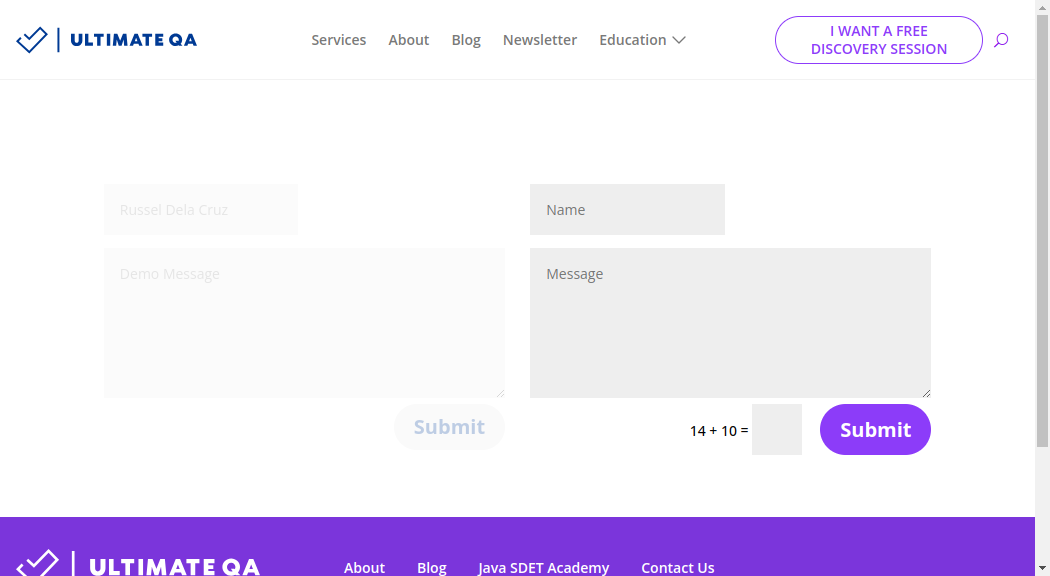 ULTIMATE QA
Services About Blog Newsletter Education
I WANT A FREE
DISCOVERY SESSION
Russel Dela Cruz
Demo Message
Submit
Name
Message
14 + 10 =
Submit
ULTIMATE QA
About Blog Java SDET Academy Contact Us